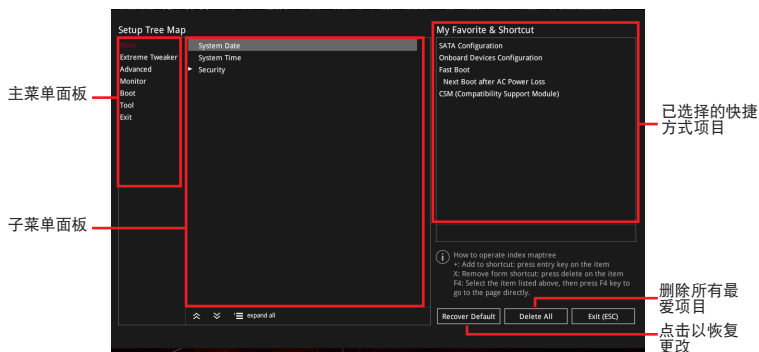 Setup Tree Map
Main
Extreme Tweaker
Advanced
Monitor
Boot
Tool
Exit
System Date
System Time
Security
expand all
My Favorite & Shortcut
SATA Configuration
Onboard Devices Configuration
Fast Boot
Next Boot after AC Power Loss
CSM (Compatibility Support Module)
How to operate index maptree
+: Add to shortcut: press entry key on the item
X: Remove form shortcut: press delete on the item
F4: Select the item listed above, then press F4 key to
go to the page directly.
Recover Default
Delete All
Exit (ESC)
主菜单面板
子菜单面板
已选择的快捷
方式项目
删除所有最
爱项目
点击以恢复
更改